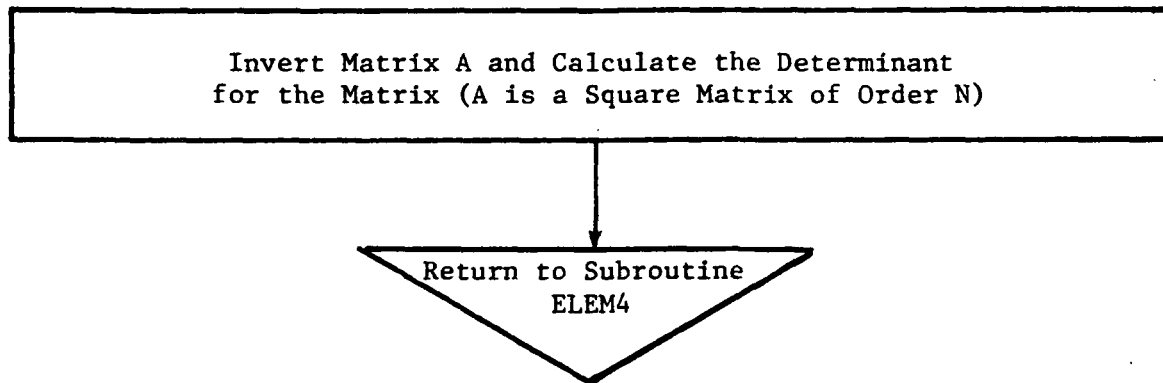 Invert Matrix A and Calculate the Determinant
for the Matrix (A is a Square Matrix of Order N)
Return to Subroutine
ELEM4